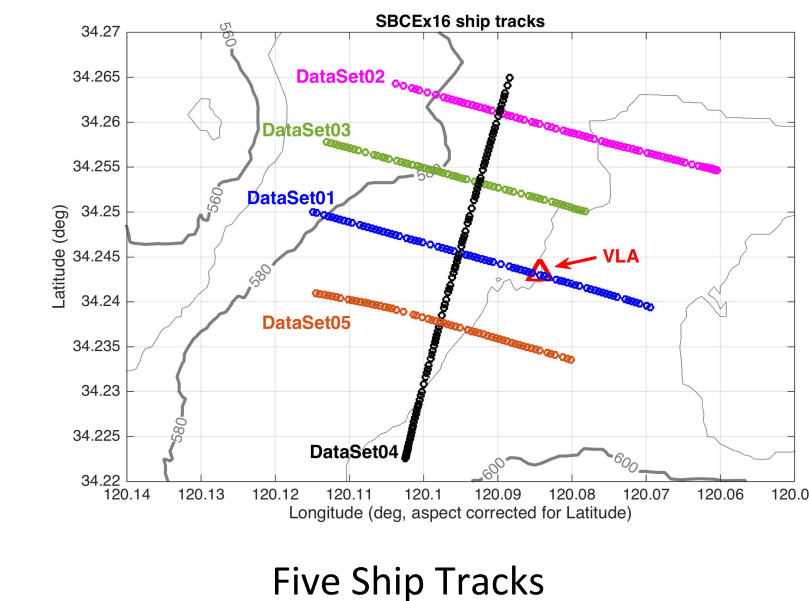 SBCEx16 ship tracks
34.27
34.265
34.26
34.255
34.25
34.245
34.24
34.235
34.23
34.225
34.22
Latitude (deg)
560
DataSet02
DataSet03
560
DataSet01
580
VLA
DataSet05
580
DataSet04
600
600
120.14
120.13
120.12
120.11
120.1
120.09
120.08
120.07
120.06
120.0
Longitude (deg, aspect corrected for Latitude)
Five Ship Tracks